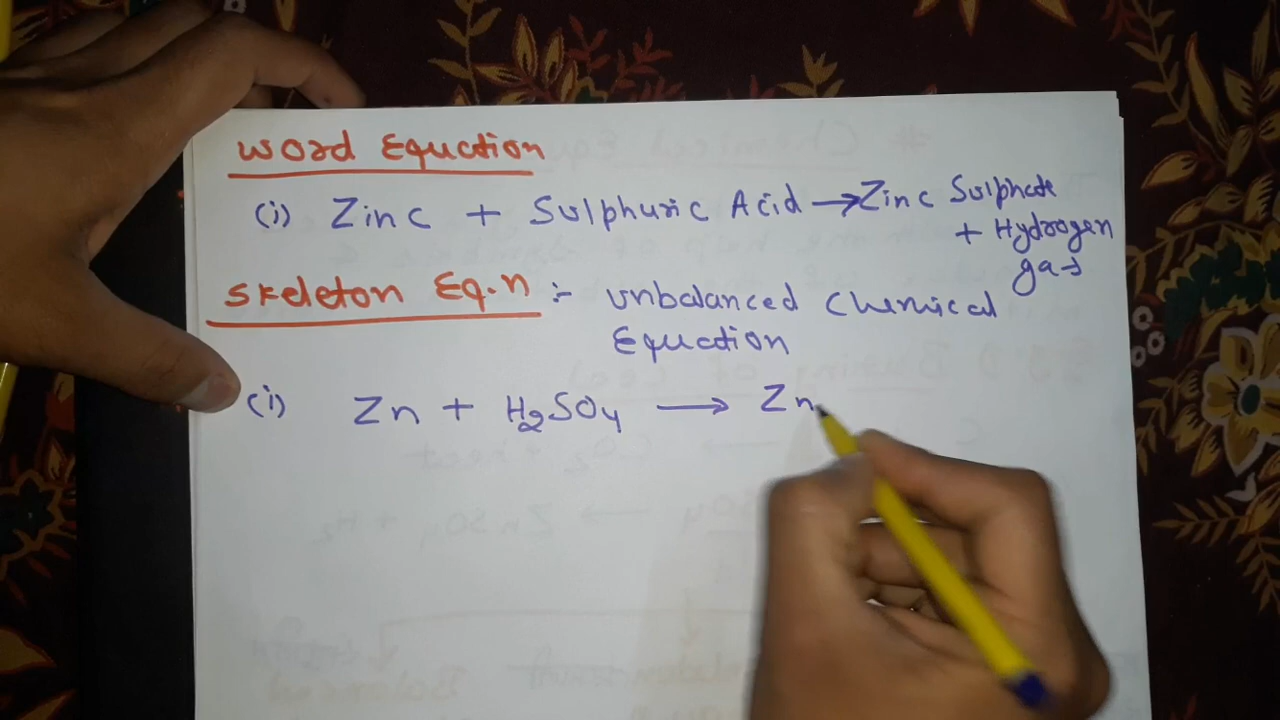 Word Equation
(i) Zinc + Sulphuric Acid → Zinc Sulphate
+ Hydrogen
gas
Skeleton Eq.n :- unbalanced Chemical
Equation
(i) Zn + H₂SO₄ → Zn